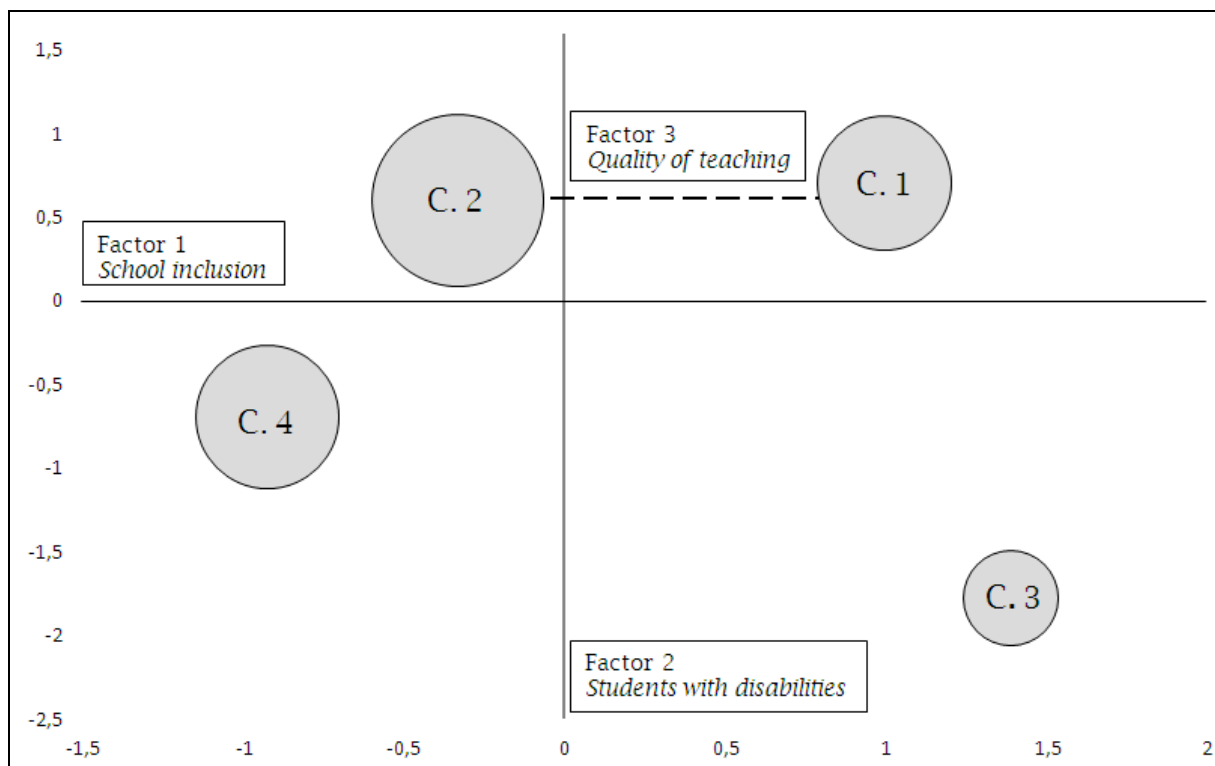 1,5
1
0,5
0
-0,5
-1
-1,5
-2
-2,5
Factor 3
Quality of teaching
C. 1
C. 2
Factor 1
School inclusion
C. 4
C. 3
Factor 2
Students with disabilities
-1,5 -1 -0,5 0 0,5 1 1,5 2